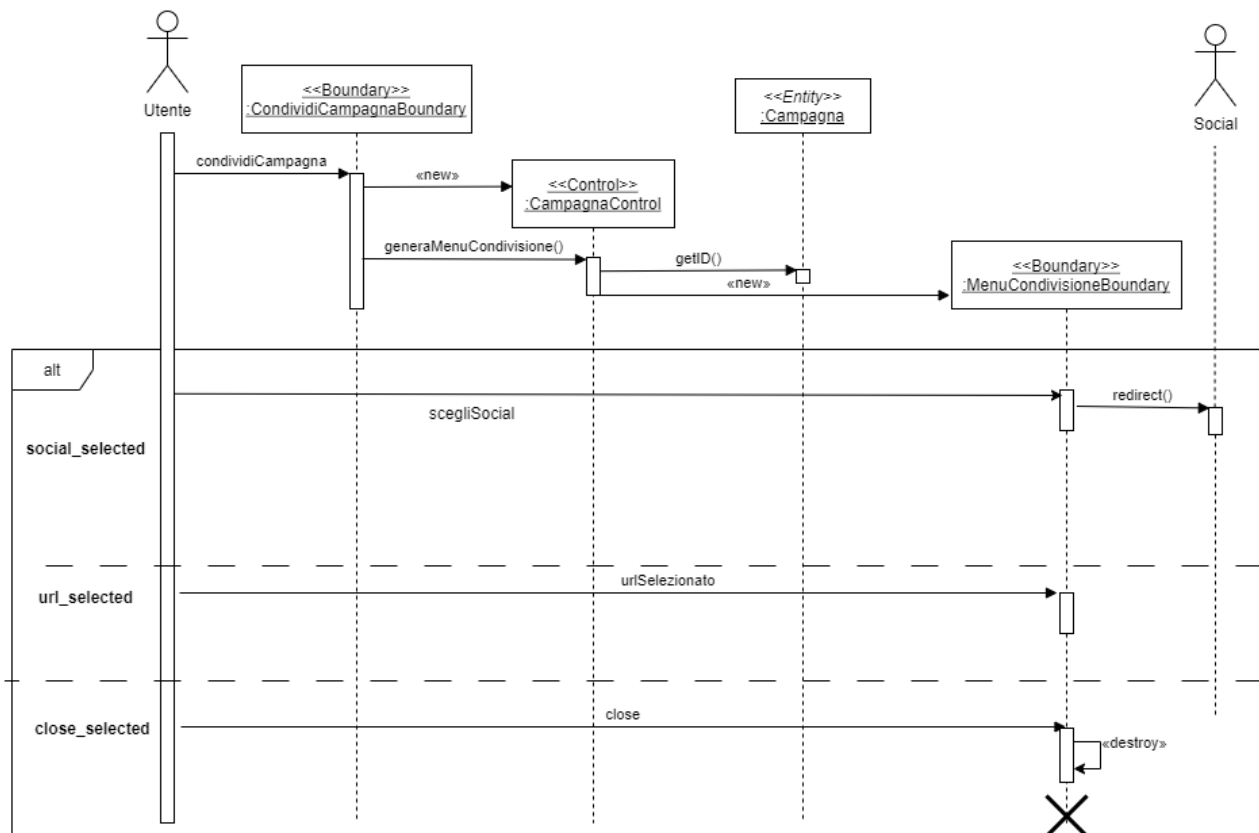 Utente
<<Boundary>>
:CondividiCampagnaBoundary
<<Entity>>
:Campagna
Social
condividiCampagna
«new»
<<Control>>
:CampagnaControl
generaMenuCondivisione()
getID()
«new»
<<Boundary>>
:MenuCondivisioneBoundary
alt
scegliSocial
redirect()
social_selected
urlSelezionato
url_selected
close
close_selected
«destroy»